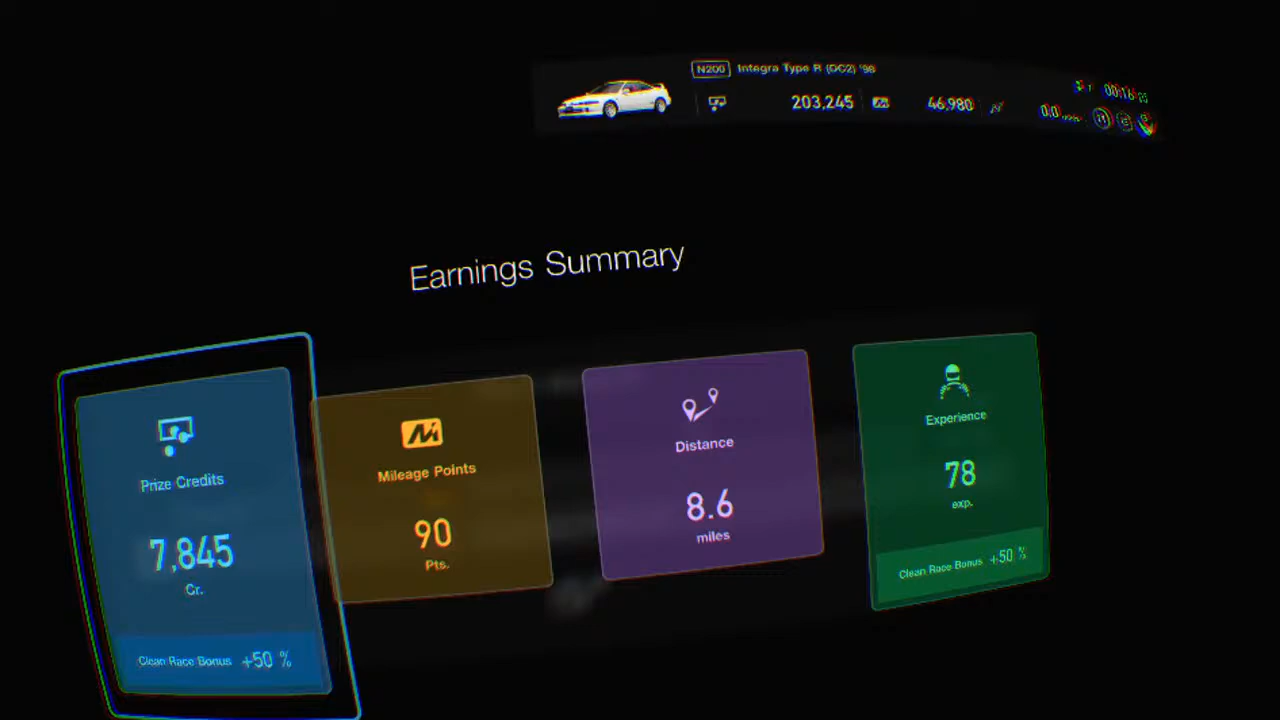 N200 Integra Type R (DC2) '98
203,245 46,980
Earnings Summary
Prize Credits
7,845
Cr.
Clean Race Bonus +50 %
Mileage Points
90
Pts.
Distance
8.6
miles
Experience
78
exp.
Clean Race Bonus +50 %